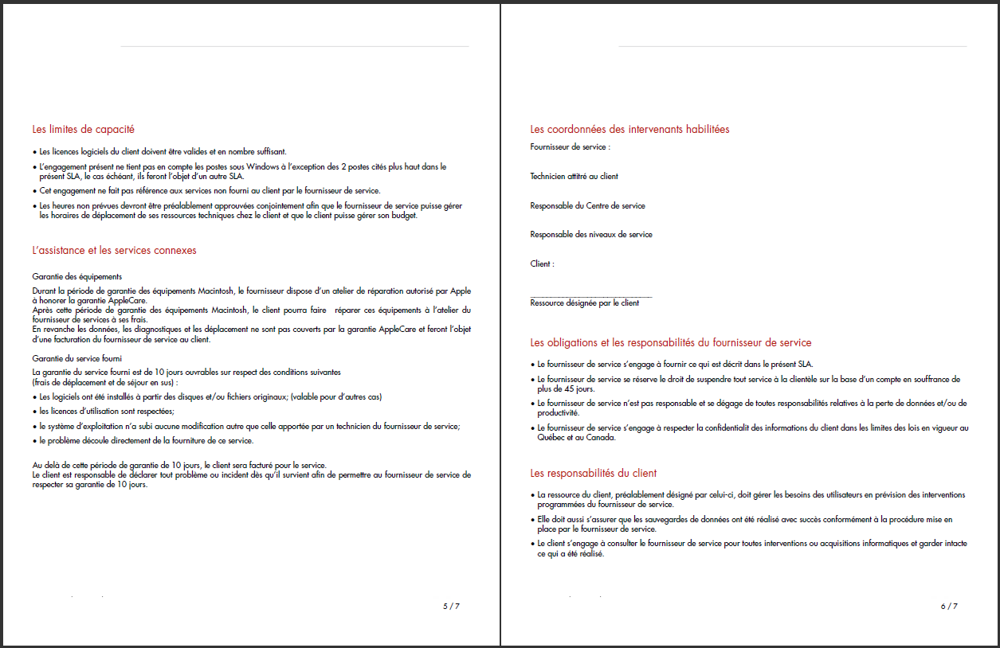 Les limites de capacité
• Les licences logiciels du client doivent être valides et en nombre suffisant.
• L'engagement présent ne tient pas en compte les postes sous Windows à l'exception des 2 postes cités plus haut dans le
présent SLA, le cas échéant, ils feront l'objet d'un autre SLA.
• Cet engagement ne fait pas référence aux services non fourni au client par le fournisseur de service.
• Les heures non prévues devront être préalablement approuvées conjointement afin que le fournisseur de service puisse gérer
les horaires de déplacement de ses ressources techniques chez le client et que le client puisse gérer son budget.
L'assistance et les services connexes
Garantie des équipements
Durant la période de garantie des équipements Macintosh, le fournisseur dispose d'un atelier de réparation autorisé par Apple
à honorer la garantie AppleCare.
Après cette période de garantie des équipements Macintosh, le client pourra faire réparer ces équipements à l'atelier du
fournisseur de services à ses frais.
En revanche les données, les diagnostiques et les déplacement ne sont pas couverts par la garantie AppleCare et feront l'objet
d'une facturation du fournisseur de service au client.
Garantie du service fourni
La garantie du service fourni est de 10 jours ouvrables sur respect des conditions suivantes
(frais de déplacement et de séjour en sus) :
• Les logiciels ont été installés à partir des disques et/ou fichiers originaux; (valable pour d'autres cas)
• les licences d'utilisation sont respectées;
• le système d'exploitation n'a subi aucune modification autre que celle apportée par un technicien du fournisseur de service;
• le problème découle directement de la fourniture de ce service.
Au delà de cette période de garantie de 10 jours, le client sera facturé pour le service.
Le client est responsable de déclarer tout problème ou incident dès qu'il survient afin de permettre au fournisseur de service de
respecter sa garantie de 10 jours.
5 / 7
Les coordonnées des intervenants habilitées
Fournisseur de service :
Technicien attitré au client
Responsable du Centre de service
Responsable des niveaux de service
Client :
Ressource désignée par le client
Les obligations et les responsabilités du fournisseur de service
• Le fournisseur de service s'engage à fournir ce qui est décrit dans le présent SLA.
• Le fournisseur de service se réserve le droit de suspendre tout service à la clientèle sur la base d'un compte en souffrance de
plus de 45 jours.
• Le fournisseur de service n'est pas responsable et se dégage de toutes responsabilités relatives à la perte de données et/ou de
productivité.
• Le fournisseur de service s'engage à respecter la confidentialit des informations du client dans les limites des lois en vigueur au
Québec et au Canada.
Les responsabilités du client
• La ressource du client, préalablement désigné par celui-ci, doit gérer les besoins des utilisateurs en prévision des interventions
programmées du fournisseur de service.
• Elle doit aussi s'assurer que les sauvegardes de données ont été réalisé avec succès conformément à la procédure mise en
place par le fournisseur de service.
• Le client s'engage à consulter le fournisseur de service pour toutes interventions ou acquisitions informatiques et garder intacte
ce qui a été réalisé.
6 / 7